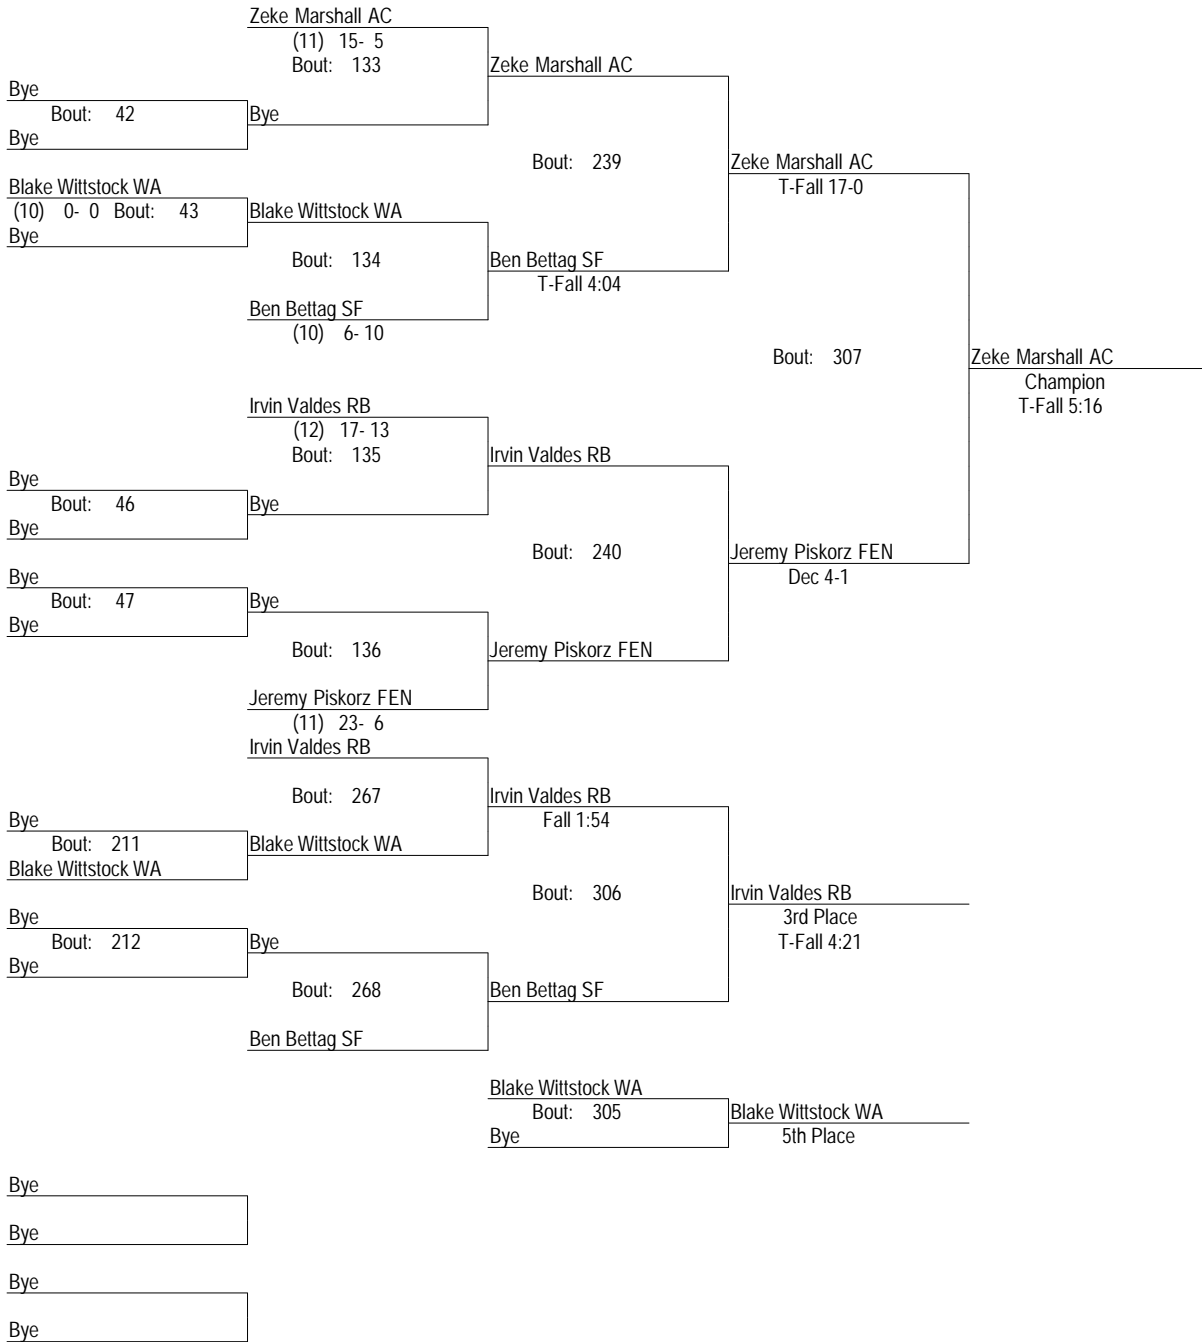 Zeke Marshall AC
(11) 15- 5
Bout: 133
Zeke Marshall AC
Bye
Bout: 42
Bye
Bye
Bout: 239
Zeke Marshall AC
T-Fall 17-0
Blake Wittstock WA
(10) 0- 0 Bout: 43
Blake Wittstock WA
Bye
Bout: 134
Ben Bettag SF
T-Fall 4:04
Ben Bettag SF
(10) 6- 10
Bout: 307
Zeke Marshall AC
Champion
T-Fall 5:16
Irvin Valdes RB
(12) 17- 13
Bout: 135
Irvin Valdes RB
Bye
Bout: 46
Bye
Bye
Bout: 240
Jeremy Piskorz FEN
Dec 4-1
Bye
Bout: 47
Bye
Bye
Bout: 136
Jeremy Piskorz FEN
Jeremy Piskorz FEN
(11) 23- 6
Irvin Valdes RB
Bout: 267
Irvin Valdes RB
Fall 1:54
Bye
Bout: 211
Blake Wittstock WA
Blake Wittstock WA
Bout: 306
Irvin Valdes RB
3rd Place
T-Fall 4:21
Bye
Bout: 212
Bye
Bye
Bout: 268
Ben Bettag SF
Ben Bettag SF
Blake Wittstock WA
Bout: 305
Blake Wittstock WA
Bye
5th Place
Bye
Bye
Bye
Bye